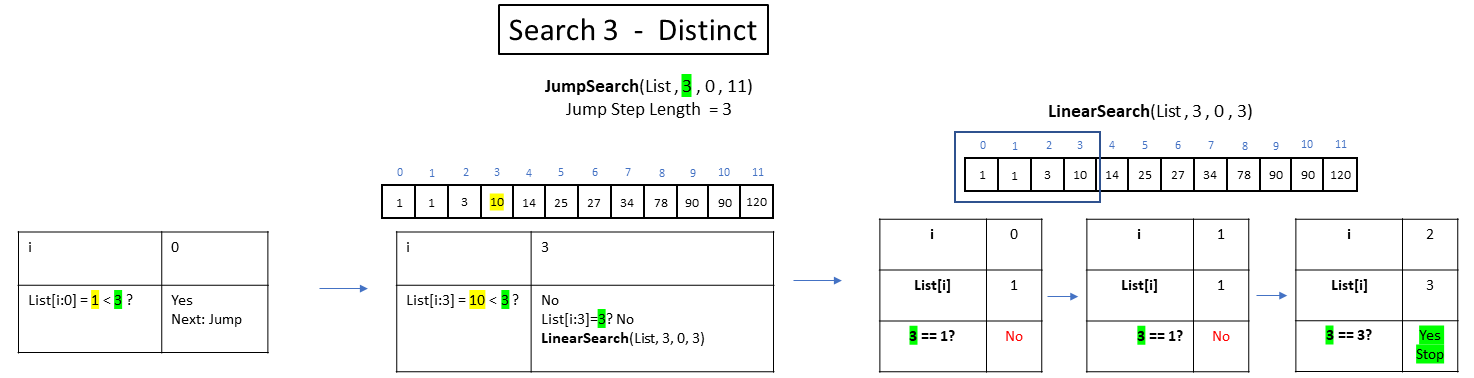 Search 3 - Distinct
JumpSearch(List , 3 , 0 , 11)
Jump Step Length = 3
0 1 2 3 4 5 6 7 8 9 10 11
1 1 3 10 14 25 27 34 78 90 90 120
i 0
List[i:0] = 1 < 3 ? Yes
Next: Jump
i 3
List[i:3] = 10 < 3 ? No
List[i:3]=3? No
LinearSearch(List, 3, 0, 3)
LinearSearch(List , 3 , 0 , 3)
0 1 2 3 4 5 6 7 8 9 10 11
1 1 3 10 14 25 27 34 78 90 90 120
i 0
List[i] 1
3 == 1? No
i 1
List[i] 1
3 == 1? No
i 2
List[i] 3
3 == 3? Yes
Stop